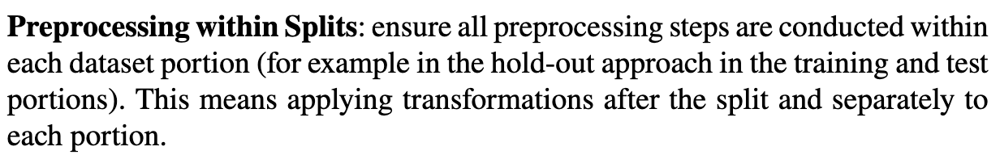 Preprocessing within Splits: ensure all preprocessing steps are conducted within
each dataset portion (for example in the hold-out approach in the training and test
portions). This means applying transformations after the split and separately to
each portion.